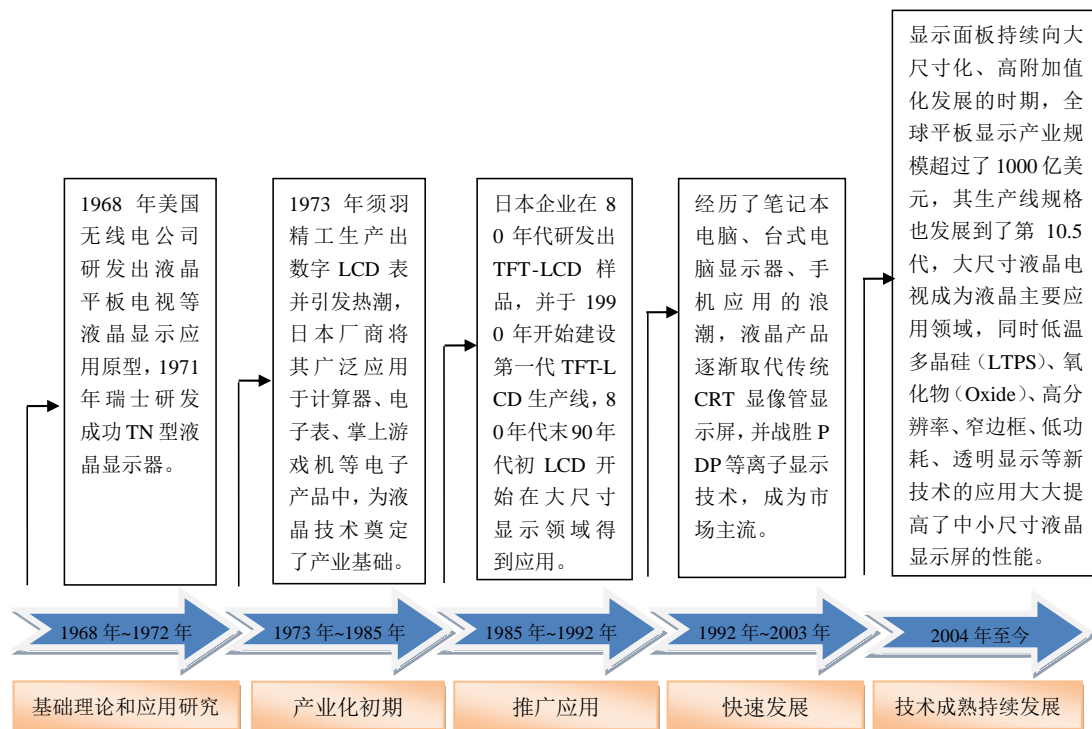 1968 年美国
无线电公司
研发出液晶
平板电视等
液晶显示应
用原型，1971
年瑞士研发
成功 TN 型液
晶显示器。
1973 年须羽
精工生产出
数字 LCD 表
并引发热潮，
日本厂商将
其广泛应用
于计算器、电
子表、掌上游
戏机等电子
产品中，为液
晶技术奠定
了产业基础。
日本企业在 8
0 年代研发出
TFT-LCD 样
品，并于 199
0 年开始建设
第一代 TFT-L
CD 生产线，8
0 年代末 90 年
代初 LCD 开
始在大尺寸
显示领域得
到应用。
经历了笔记本
电脑、台式电
脑显示器、手
机应用的浪
潮，液晶产品
逐渐取代传统
CRT 显像管显
示屏，并战胜 P
DP 等离子显示
技术，成为市
场主流。
显示面板持续向大
尺寸化、高附加值
化发展的时期，全
球平板显示产业规
模超过了 1000 亿美
元，其生产线规格
也发展到了第 10.5
代，大尺寸液晶电
视成为液晶主要应
用领域，同时低温
多晶硅（LTPS）、氧
化物（Oxide）、高分
辨率、窄边框、低功
耗、透明显示等新
技术的应用大大提
高了中小尺寸液晶
显示屏的性能。
1968 年~1972 年
1973 年~1985 年
1985 年~1992 年
1992 年~2003 年
2004 年至今
基础理论和应用研究
产业化初期
推广应用
快速发展
技术成熟持续发展